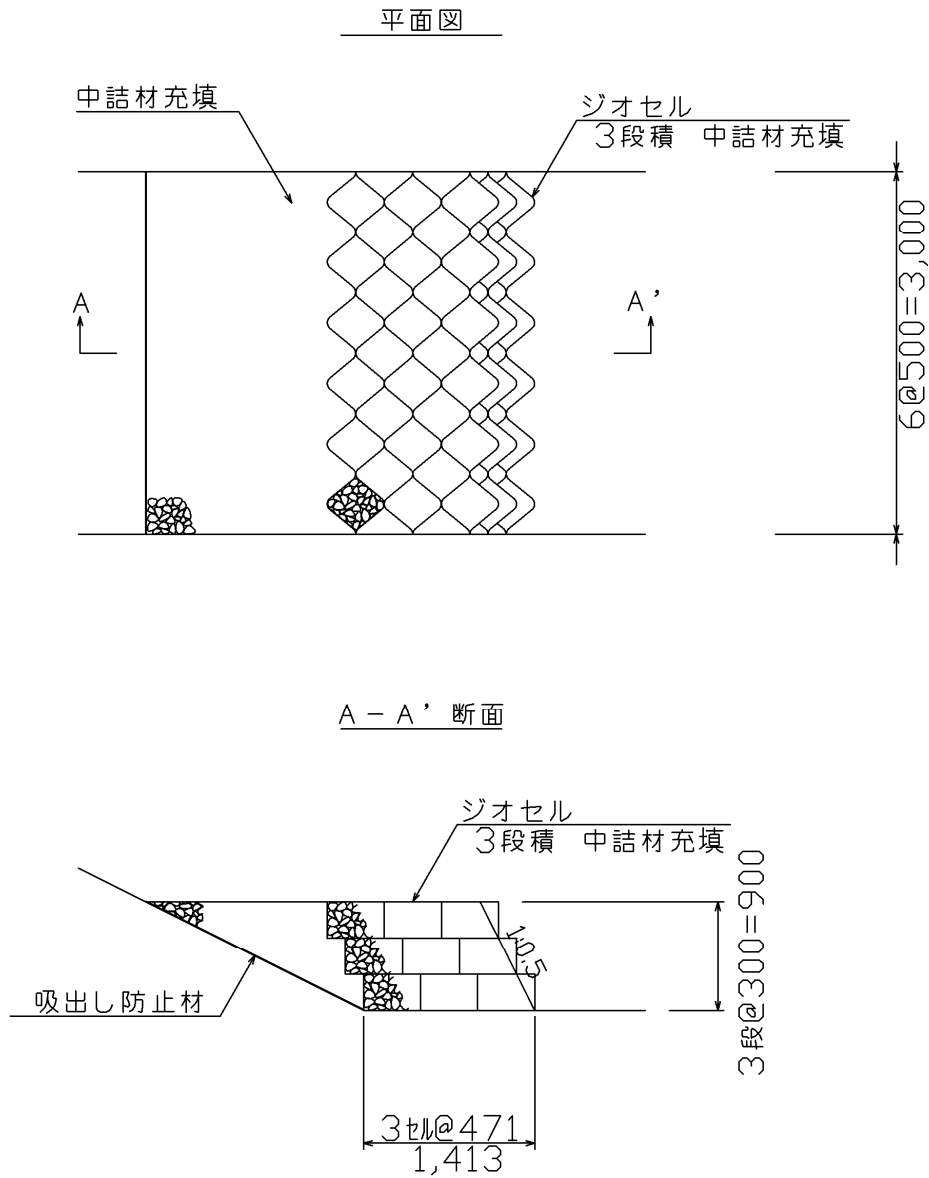 平面図
中詰材充填
ジオセル
3段積 中詰材充填
A
A’
6@500=3,000
A－A’断面
ジオセル
3段積 中詰材充填
1:0.5
3段@300=900
吸出し防止材
3セル@471
1,413